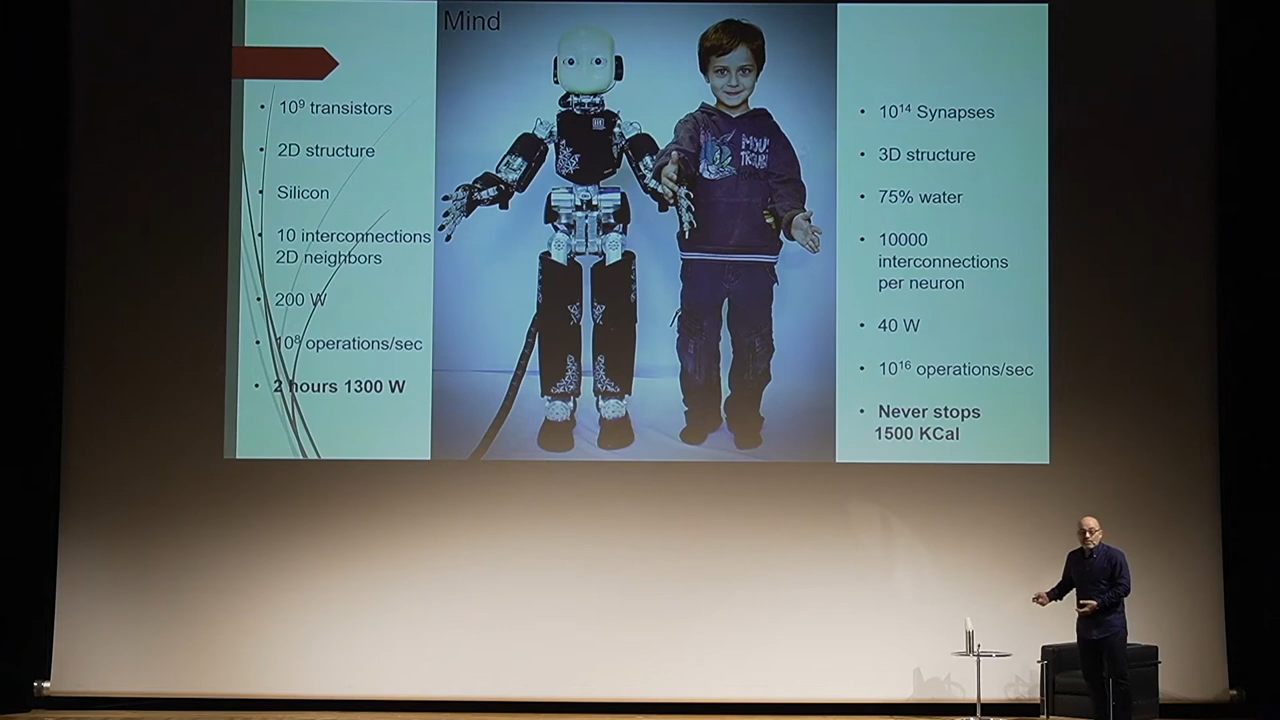 Mind
• 10⁹ transistors
• 2D structure
• Silicon
• 10 interconnections
2D neighbors
• 200 W
• 10⁸ operations/sec
• 2 hours 1300 W
• 10¹⁴ Synapses
• 3D structure
• 75% water
• 10000
interconnections
per neuron
• 40 W
• 10¹⁶ operations/sec
• Never stops
1500 KCal